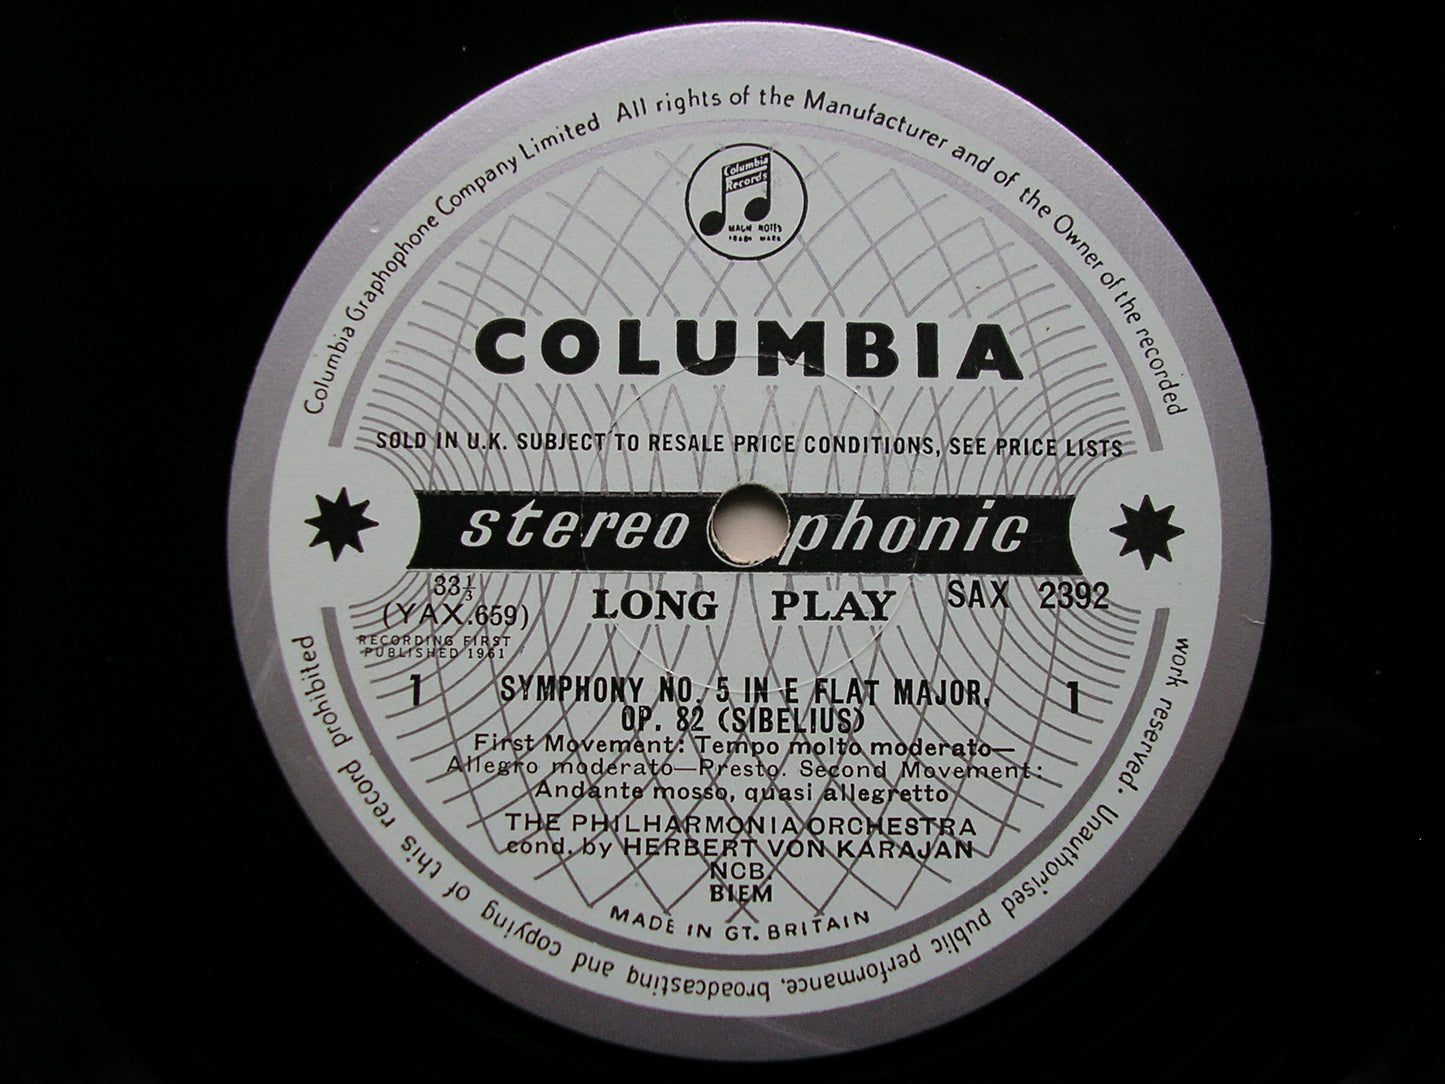 Columbia Graphophone Company Limited All rights of the Manufacturer and of the Owner of the recorded
work reserved. Unauthorised public performance, broadcasting and copying of this record prohibited
Columbia
Records
MAGIC NOTES
TRADE MARK
COLUMBIA
SOLD IN U.K. SUBJECT TO RESALE PRICE CONDITIONS, SEE PRICE LISTS
stereo phonic
33⅓ LONG PLAY SAX 2392
(YAX.659)
RECORDING FIRST
PUBLISHED 1961
1 SYMPHONY NO. 5 IN E FLAT MAJOR, 1
OP. 82 (SIBELIUS)
First Movement: Tempo molto moderato—
Allegro moderato—Presto. Second Movement:
Andante mosso, quasi allegretto
THE PHILHARMONIA ORCHESTRA
cond. by HERBERT VON KARAJAN
NCB.
BIEM
MADE IN GT. BRITAIN